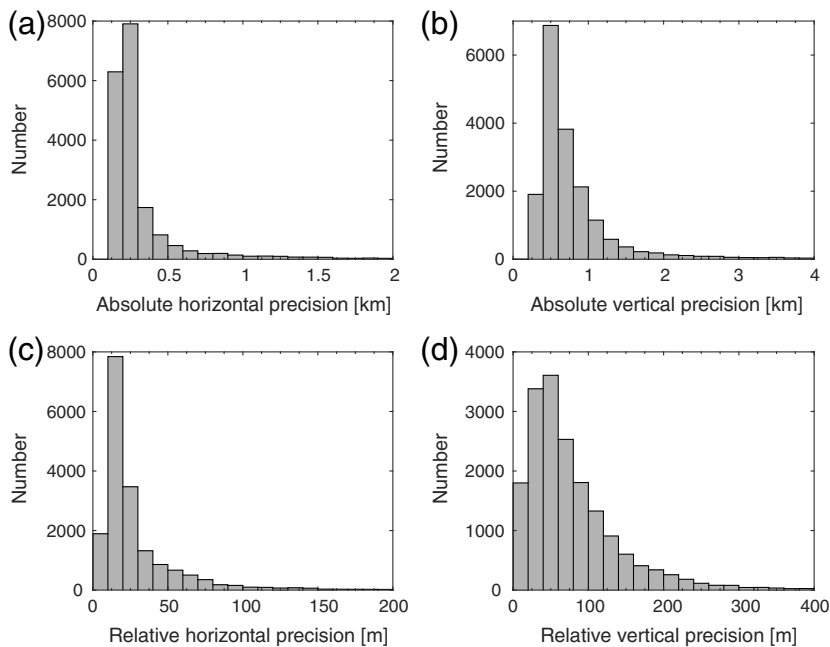 (a)
8000
6000
4000
2000
0
Number
0 0.5 1 1.5 2
Absolute horizontal precision [km]
(b)
6000
4000
2000
0
Number
0 1 2 3 4
Absolute vertical precision [km]
(c)
8000
6000
4000
2000
0
Number
0 50 100 150 200
Relative horizontal precision [m]
(d)
4000
3000
2000
1000
0
Number
0 100 200 300 400
Relative vertical precision [m]